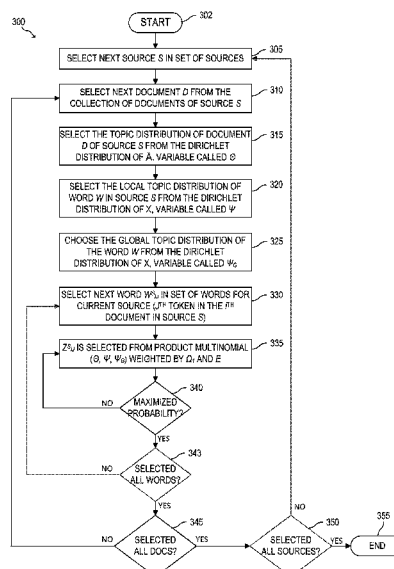 300
START
302
SELECT NEXT SOURCE S IN SET OF SOURCES
305
SELECT NEXT DOCUMENT D FROM THE
COLLECTION OF DOCUMENTS OF SOURCE S
310
SELECT THE TOPIC DISTRIBUTION OF DOCUMENT
D OF SOURCE S FROM THE DIRICHLET
DISTRIBUTION OF Á, VARIABLE CALLED Θ
315
SELECT THE LOCAL TOPIC DISTRIBUTION OF
WORD W IN SOURCE S FROM THE DIRICHLET
DISTRIBUTION OF X, VARIABLE CALLED Ψ
320
CHOOSE THE GLOBAL TOPIC DISTRIBUTION OF
THE WORD W FROM DIRICHLET
DISTRIBUTION OF X, VARIABLE CALLED
325
SELECT NEXT WORD IN SET OF WORDS FOR
CURRENT SOURCE (JTH TOKEN IN THE ITH
DOCUMENT IN SOURCE S)
330
IS SELECTED FROM PRODUCT MULTINOMIAL
WEIGHTED BY AND E
335
MAXIMIZED
PROBABILITY?
340
NO
YES
SELECTED
ALL WORDS?
343
NO
YES
SELECTED
ALL DOCS?
345
NO
YES
SELECTED
ALL SOURCES?
350
NO
YES
END
355